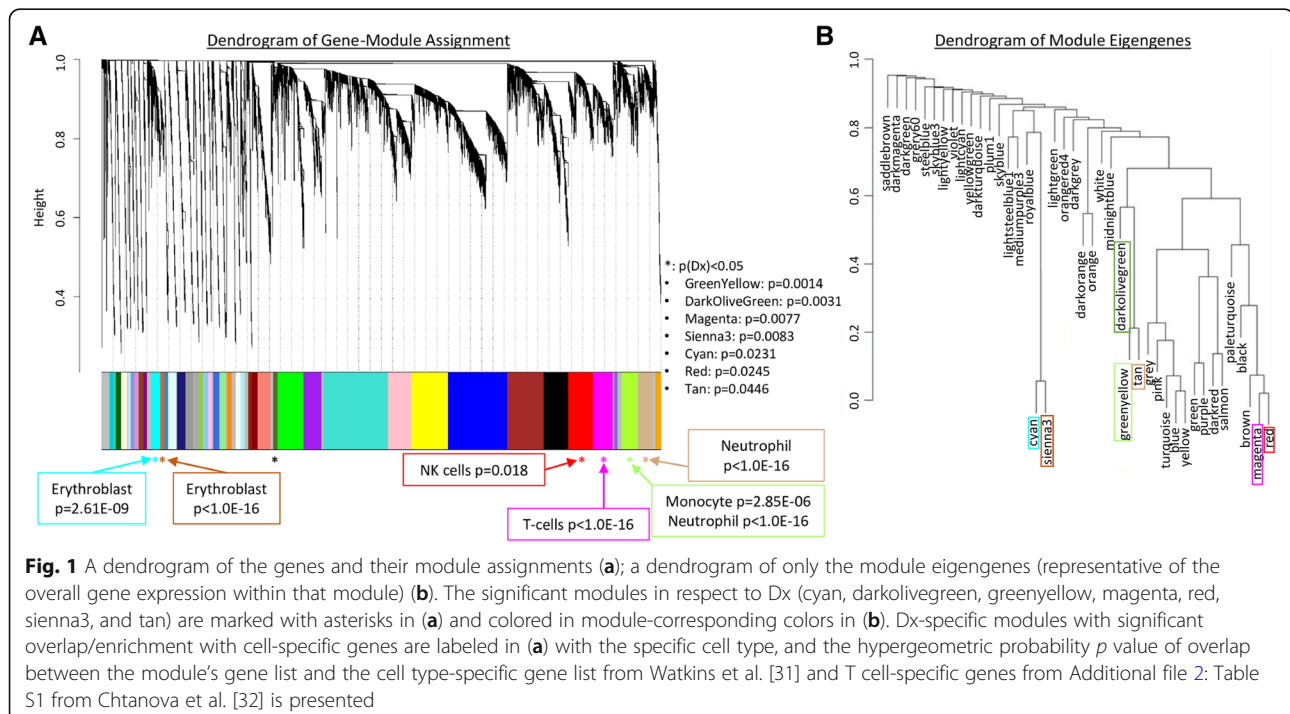 A
Dendrogram of Gene-Module Assignment
Height
1.0
0.8
0.6
0.4
*: p(Dx)<0.05
• GreenYellow: p=0.0014
• DarkOliveGreen: p=0.0031
• Magenta: p=0.0077
• Sienna3: p=0.0083
• Cyan: p=0.0231
• Red: p=0.0245
• Tan: p=0.0446
* * * * * * *
Erythroblast
p=2.61E-09
Erythroblast
p<1.0E-16
NK cells p=0.018
T-cells p<1.0E-16
Monocyte p=2.85E-06
Neutrophil p<1.0E-16
Neutrophil
p<1.0E-16
B
Dendrogram of Module Eigengenes
1.0
0.8
0.6
0.4
0.2
0.0
saddlebrown
darkmagenta
darkgreen
grey60
steelblue
skyblue3
lightyellow
violet
lightcyan
yellowgreen
darkturquoise
plum1
skyblue
lightsteelblue1
mediumpurple3
royalblue
cyan
sienna3
lightgreen
orangered4
darkgrey
darkorange
orange
white
midnightblue
darkolivegreen
greenyellow
tan
grey
pink
turquoise
blue
yellow
green
purple
darkred
salmon
paleturquoise
black
brown
magenta
red
Fig. 1 A dendrogram of the genes and their module assignments (a); a dendrogram of only the module eigengenes (representative of the
overall gene expression within that module) (b). The significant modules in respect to Dx (cyan, darkolivegreen, greenyellow, magenta, red,
sienna3, and tan) are marked with asterisks in (a) and colored in module-corresponding colors in (b). Dx-specific modules with significant
overlap/enrichment with cell-specific genes are labeled in (a) with the specific cell type, and the hypergeometric probability p value of overlap
between the module's gene list and the cell type-specific gene list from Watkins et al. [31] and T cell-specific genes from Additional file 2: Table
S1 from Chtanova et al. [32] is presented